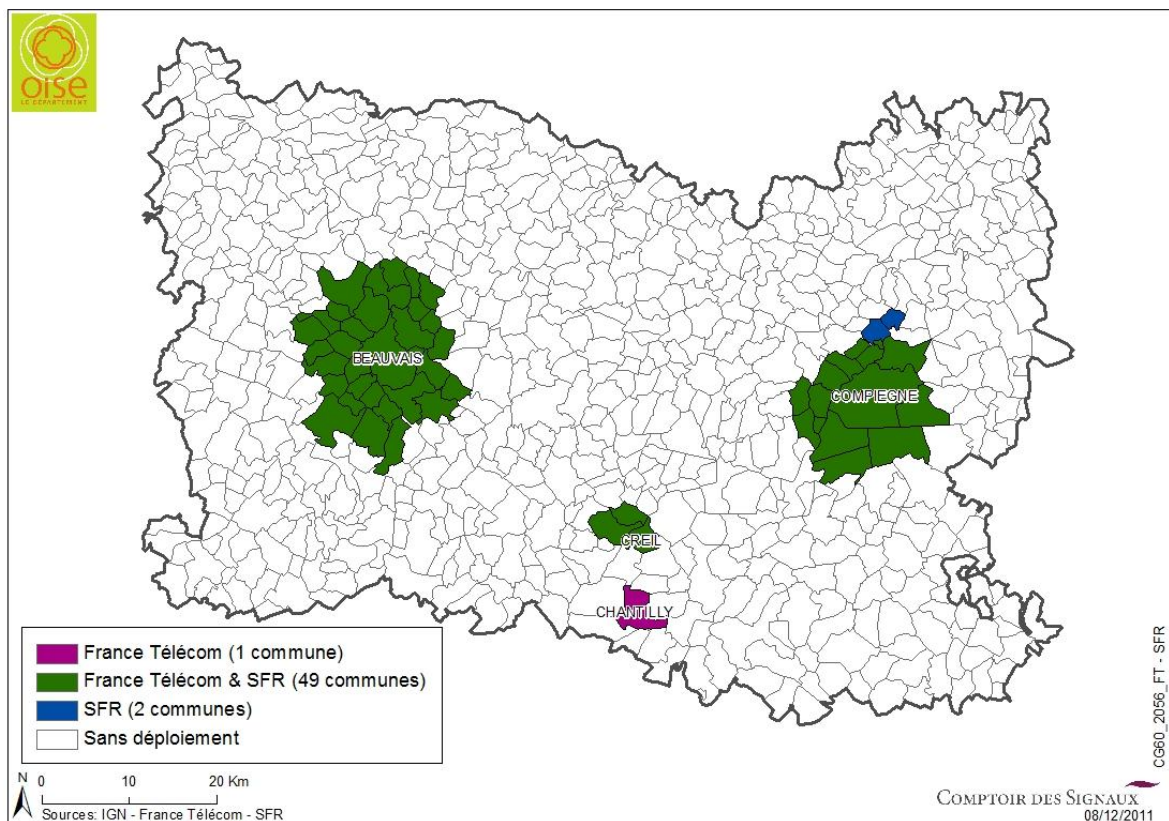 oise
LE DÉPARTEMENT
BEAUVAIS
COMPIEGNE
CREIL
CHANTILLY
France Télécom (1 commune)
France Télécom & SFR (49 communes)
SFR (2 communes)
Sans déploiement
N 0 10 20 Km
Sources: IGN - France Télécom - SFR
CG60_2056_FT - SFR
COMPTOIR DES SIGNAUX
08/12/2011